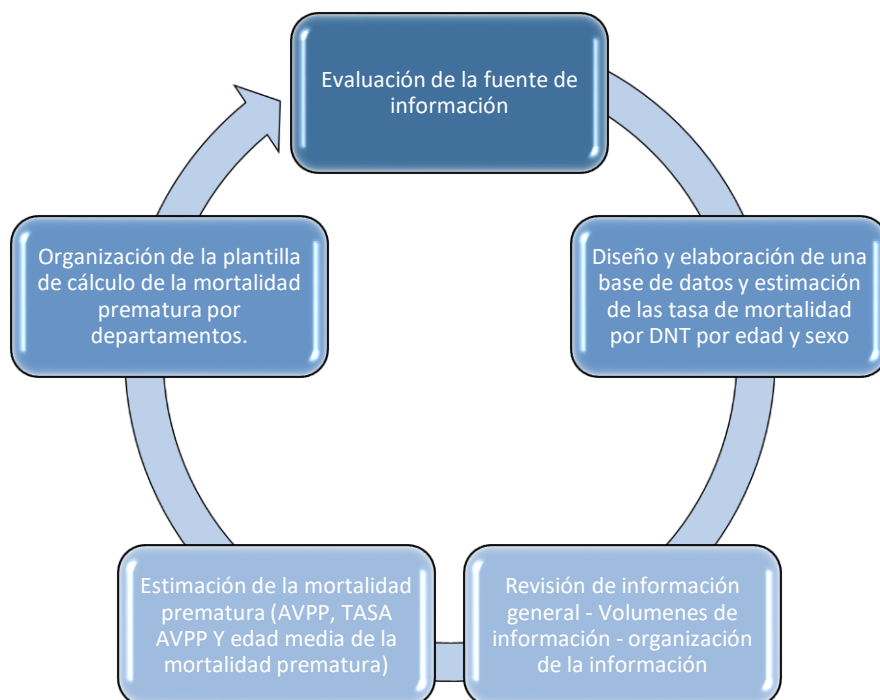 Evaluación de la fuente de
información
Diseño y elaboración de una
base de datos y estimación
de las tasa de mortalidad
por DNT por edad y sexo
Revisión de información
general - Volumenes de
información - organización
de la información
Estimación de la mortalidad
prematura (AVPP, TASA
AVPP Y edad media de la
mortalidad prematura)
Organización de la plantilla
de cálculo de la mortalidad
prematura por
departamentos.